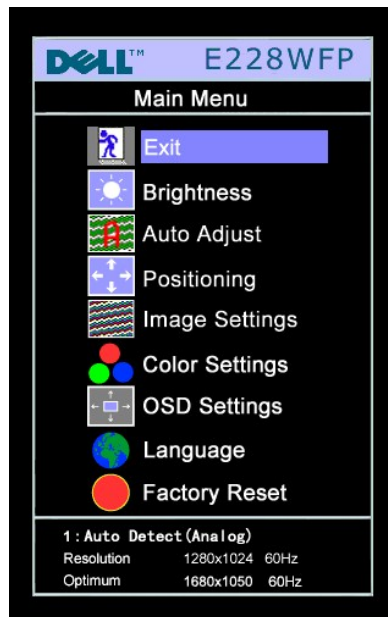 DELL™ E228WFP
Main Menu
Exit
Brightness
A Auto Adjust
Positioning
Image Settings
Color Settings
OSD Settings
Language
Factory Reset
1:Auto Detect(Analog)
Resolution 1280x1024 60Hz
Optimum 1680x1050 60Hz